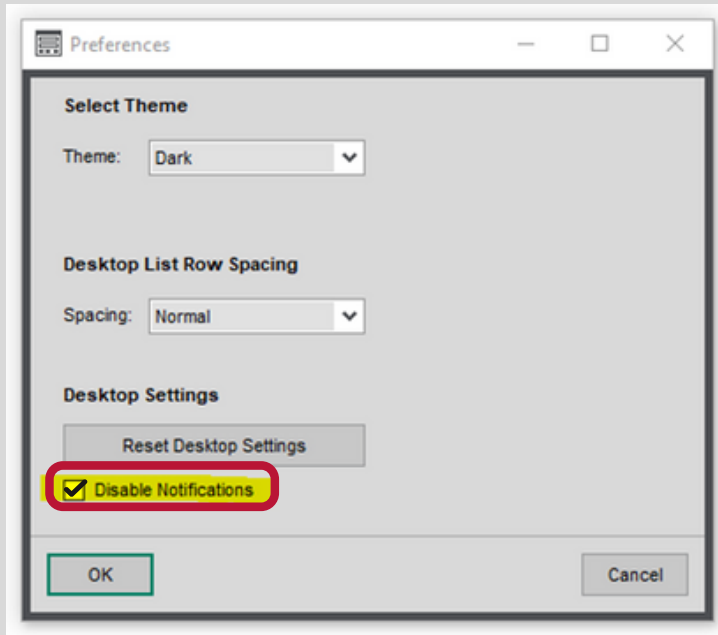 Preferences
Select Theme
Theme: Dark
Desktop List Row Spacing
Spacing: Normal
Desktop Settings
Reset Desktop Settings
Disable Notifications
OK Cancel